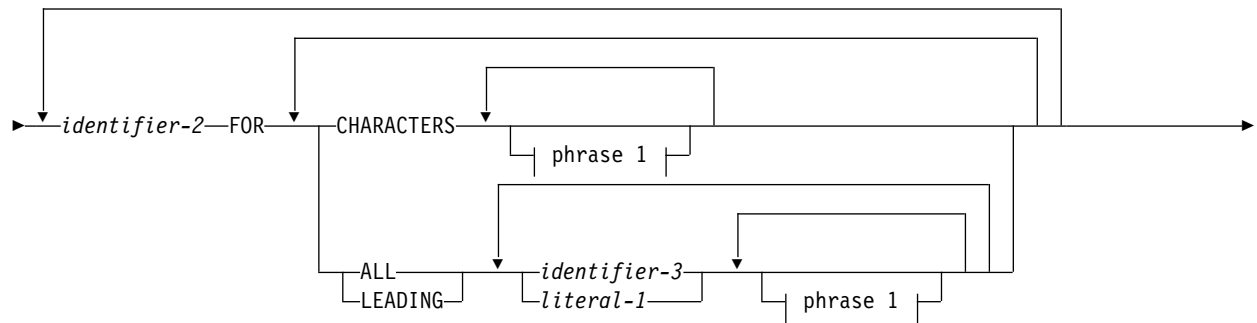 identifier-2 FOR CHARACTERS
phrase 1
ALL identifier-3
LEADING literal-1 phrase 1